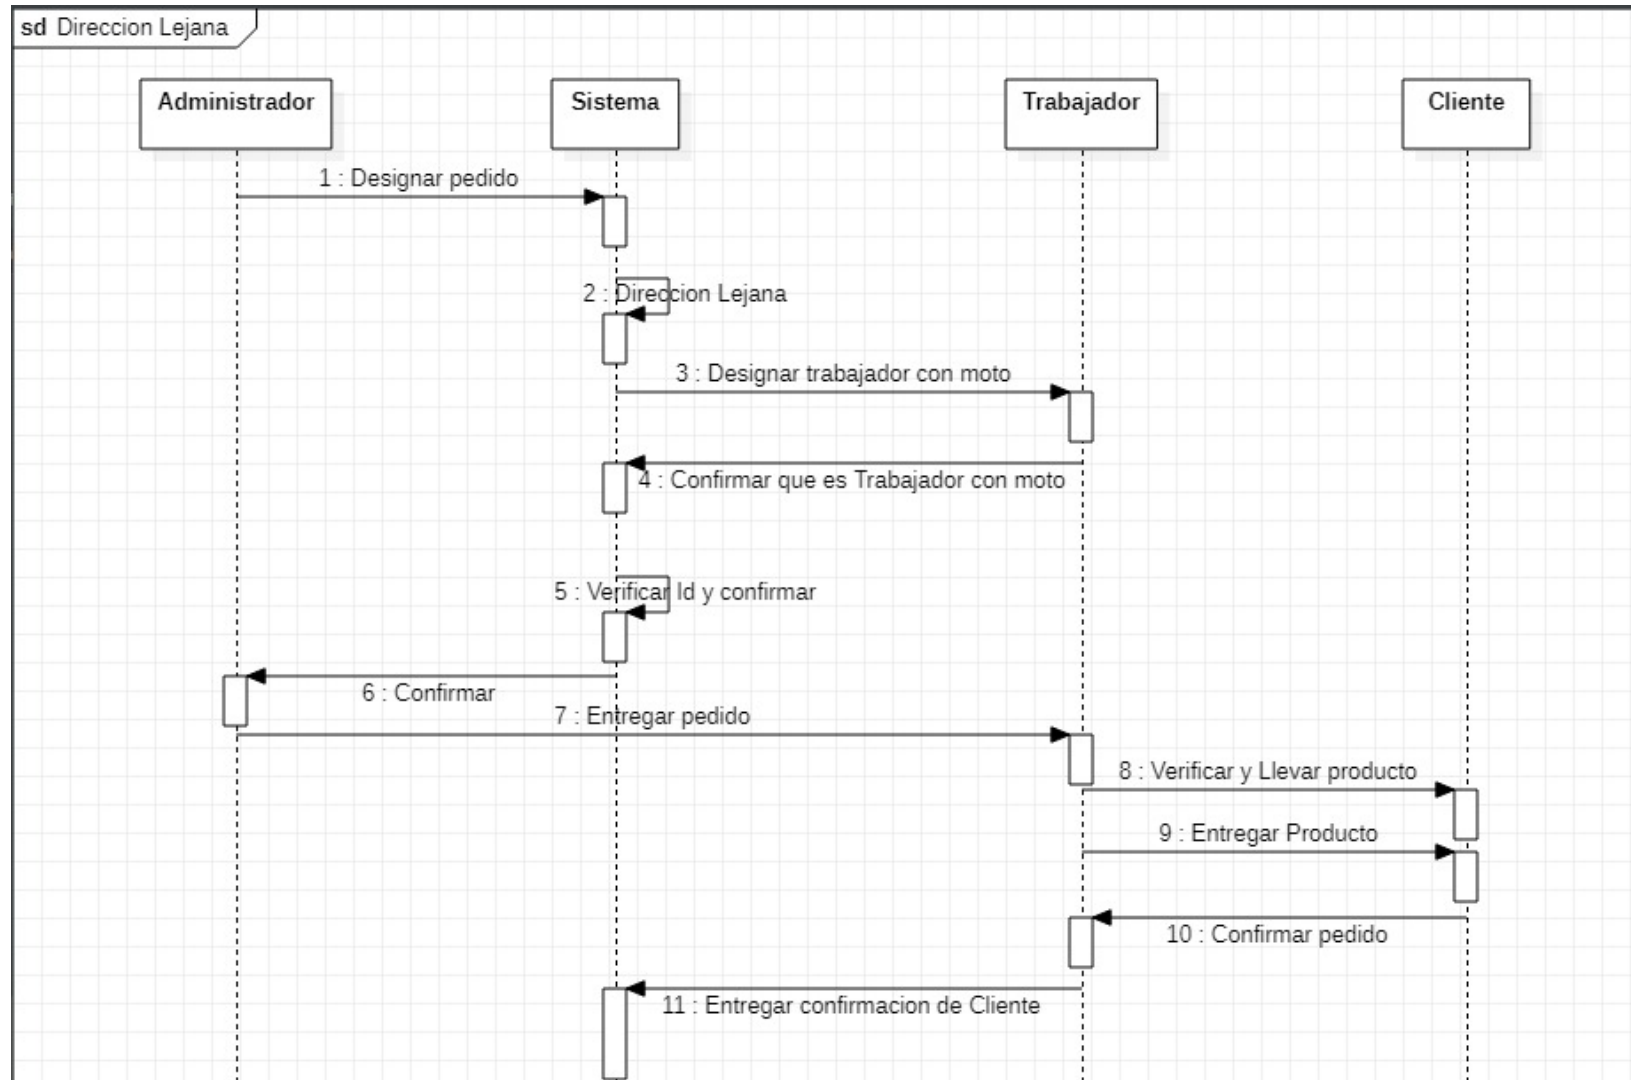 sd Direccion Lejana
Administrador
Sistema
Trabajador
Cliente
1 : Designar pedido
2 : Direccion Lejana
3 : Designar trabajador con moto
4 : Confirmar que es Trabajador con moto
5 : Verificar Id y confirmar
6 : Confirmar
7 : Entregar pedido
8 : Verificar y Llevar producto
9 : Entregar Producto
10 : Confirmar pedido
11 : Entregar confirmacion de Cliente